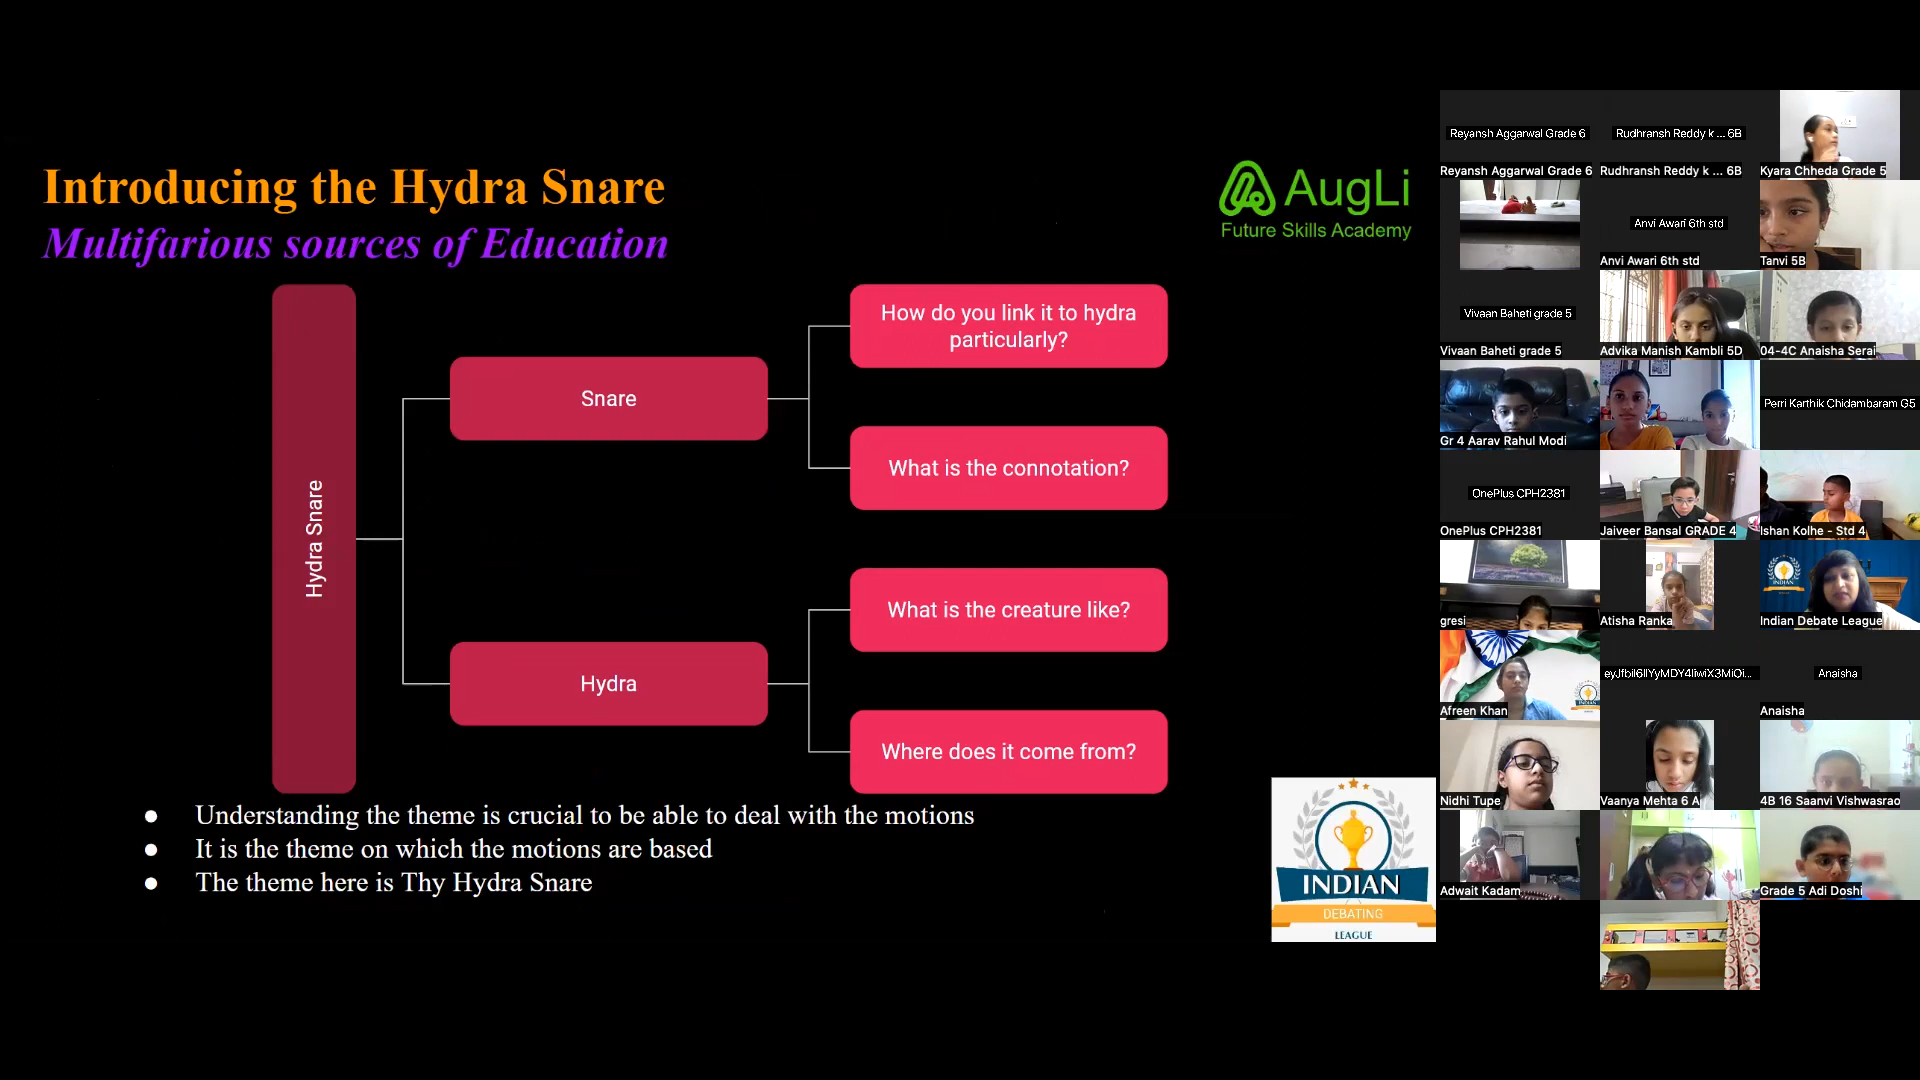 Introducing the Hydra Snare
Multifarious sources of Education
AugLi
Future Skills Academy
Hydra Snare
Snare
Hydra
How do you link it to hydra
particularly?
What is the connotation?
What is the creature like?
Where does it come from?
● Understanding the theme is crucial to be able to deal with the motions
● It is the theme on which the motions are based
● The theme here is Thy Hydra Snare
INDIAN
DEBATING
LEAGUE
Reyansh Aggarwal Grade 6
Reyansh Aggarwal Grade 6
Rudhransh Reddy k ... 6B
Rudhransh Reddy k ... 6B
Kyara Chheda Grade 5
Anvi Awari 6th std
Anvi Awari 6th std
Tanvi 5B
Vivaan Baheti grade 5
Vivaan Baheti grade 5
Advika Manish Kambli 5D
04-4C Anaisha Serai
Gr 4 Aarav Rahul Modi
Perri Karthik Chidambaram G5
OnePlus CPH2381
OnePlus CPH2381
Jaiveer Bansal GRADE 4
Ishan Kolhe - Std 4
gresi
Atisha Ranka
INDIAN
Indian Debate League
Afreen Khan
Anaisha
Anaisha
Nidhi Tupe
Vaanya Mehta 6 A
4B 16 Saanvi Vishwasrao
Adwait Kadam
Grade 5 Adi Doshi